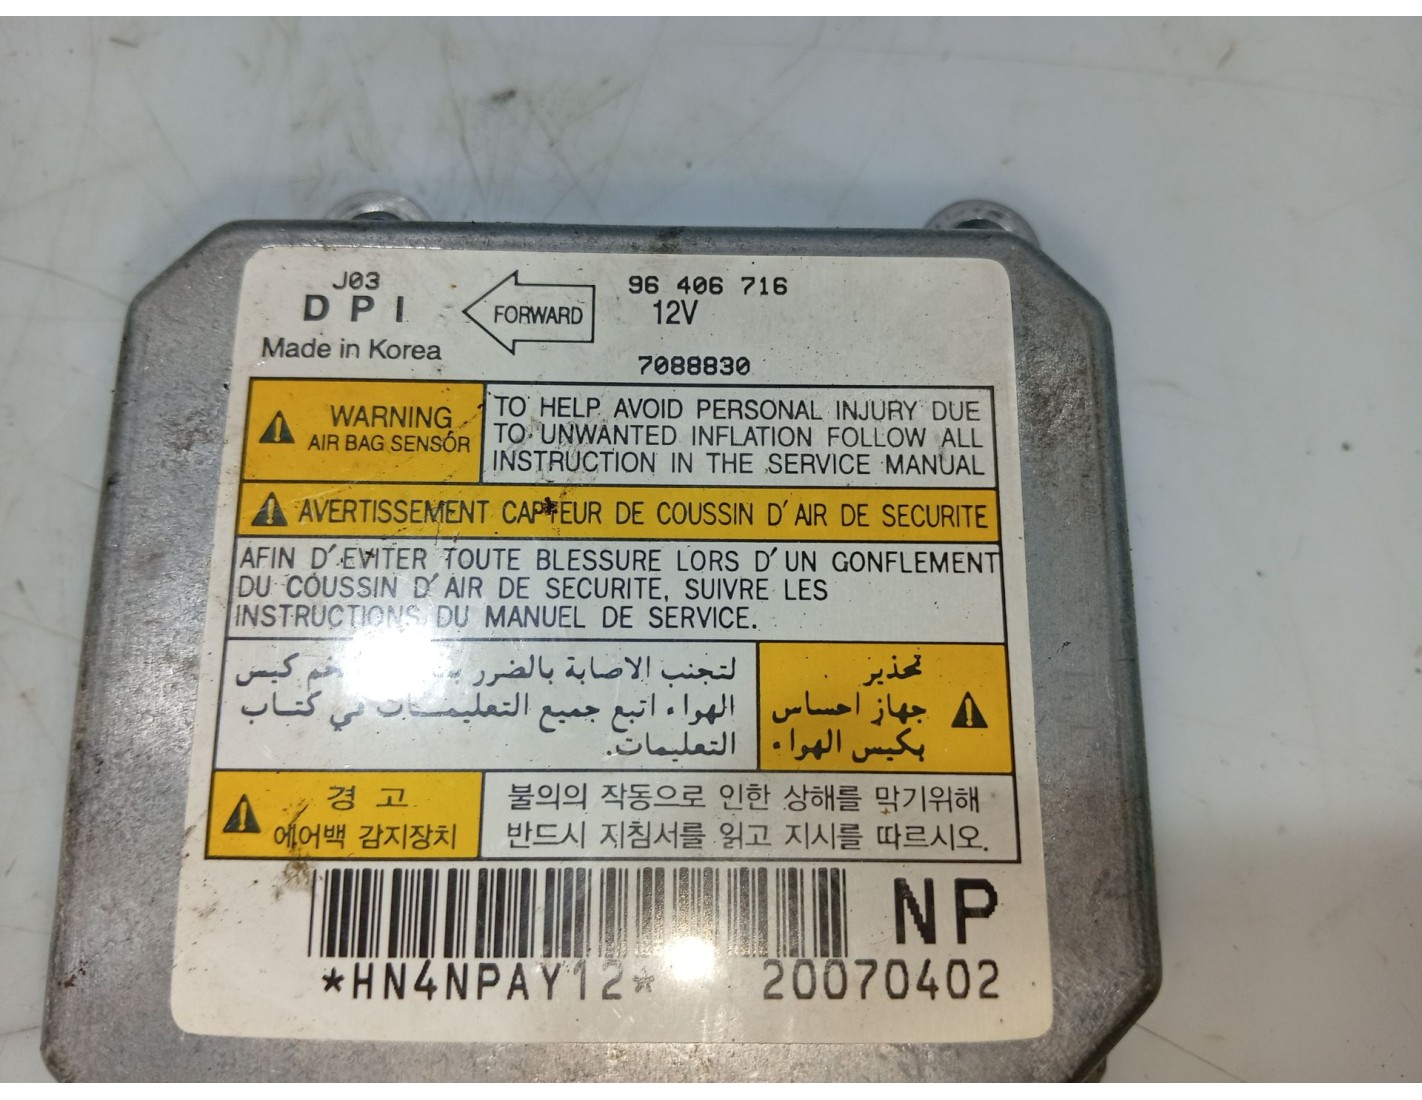 J03
DPI
FORWARD
96 406 716
12V
Made in Korea
7088830
WARNING
AIR BAG SENSOR
TO HELP AVOID PERSONAL INJURY DUE
TO UNWANTED INFLATION FOLLOW ALL
INSTRUCTION IN THE SERVICE MANUAL
AVERTISSEMENT CAPTEUR DE COUSSIN D'AIR DE SECURITE
AFIN D'EVITER TOUTE BLESSURE LORS D'UN GONFLEMENT
DU COUSSIN D'AIR DE SECURITE, SUIVRE LES
INSTRUCTIONS DU MANUEL DE SERVICE.
تحذير
جهاز احساس
بكيس الهواء
لتجنب الاصابة بالضرر كيس
الهواء اتبع جميع التعليمات في كتاب
التعليمات.
경고
에어백 감지장치
불의의 작동으로 인한 상해를 막기위해
반드시 지침서를 읽고 지시를 따르시오.
NP
*HN4NPAY12*
20070402